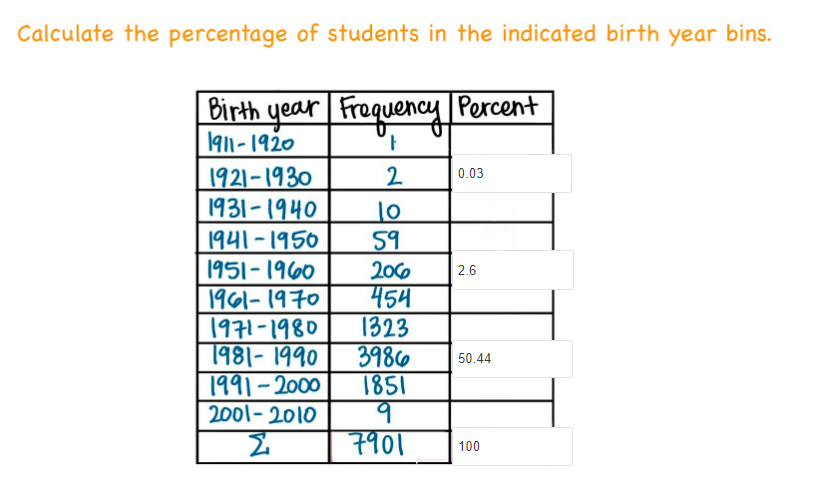 Calculate the percentage of students in the indicated birth year bins.
Birth year Frequency Percent
1911-1920 1
1921-1930 2 0.03
1931-1940 10
1941-1950 59
1951-1960 206 2.6
1961-1970 454
1971-1980 1323
1981-1990 3986 50.44
1991-2000 1851
2001-2010 9
Σ 7901 100